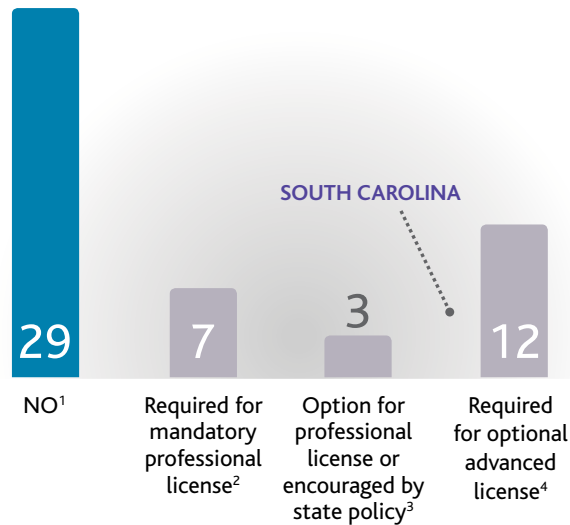 SOUTH CAROLINA
29
7
3
12
NO¹
Required for
mandatory
professional
license²
Option for
professional
license or
encouraged by
state policy³
Required
for optional
advanced
license⁴